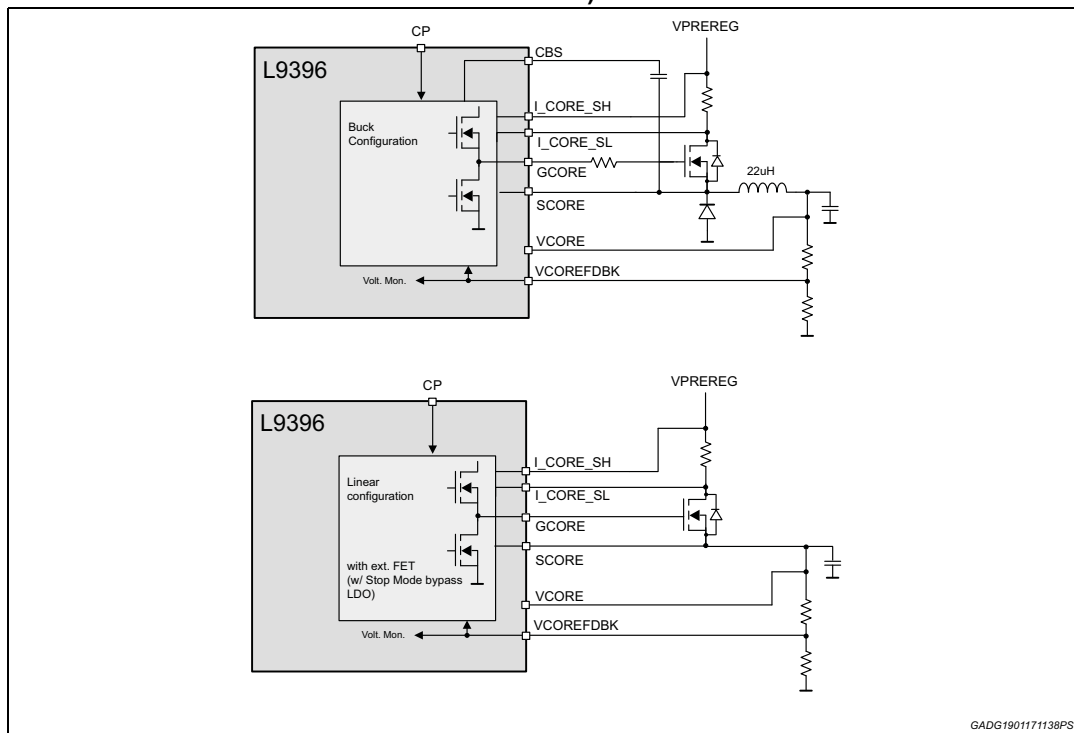 CP
VPREREG
CBS
L9396
I_CORE_SH
Buck
Configuration
I_CORE_SL
22uH
GCORE
SCORE
VCORE
VCOREFDBK
Volt. Mon.
CP
VPREREG
L9396
I_CORE_SH
Linear
configuration
I_CORE_SL
GCORE
SCORE
with ext. FET
(w/ Stop Mode bypass
LDO)
VCORE
VCOREFDBK
Volt. Mon.
GADG1901171138PS